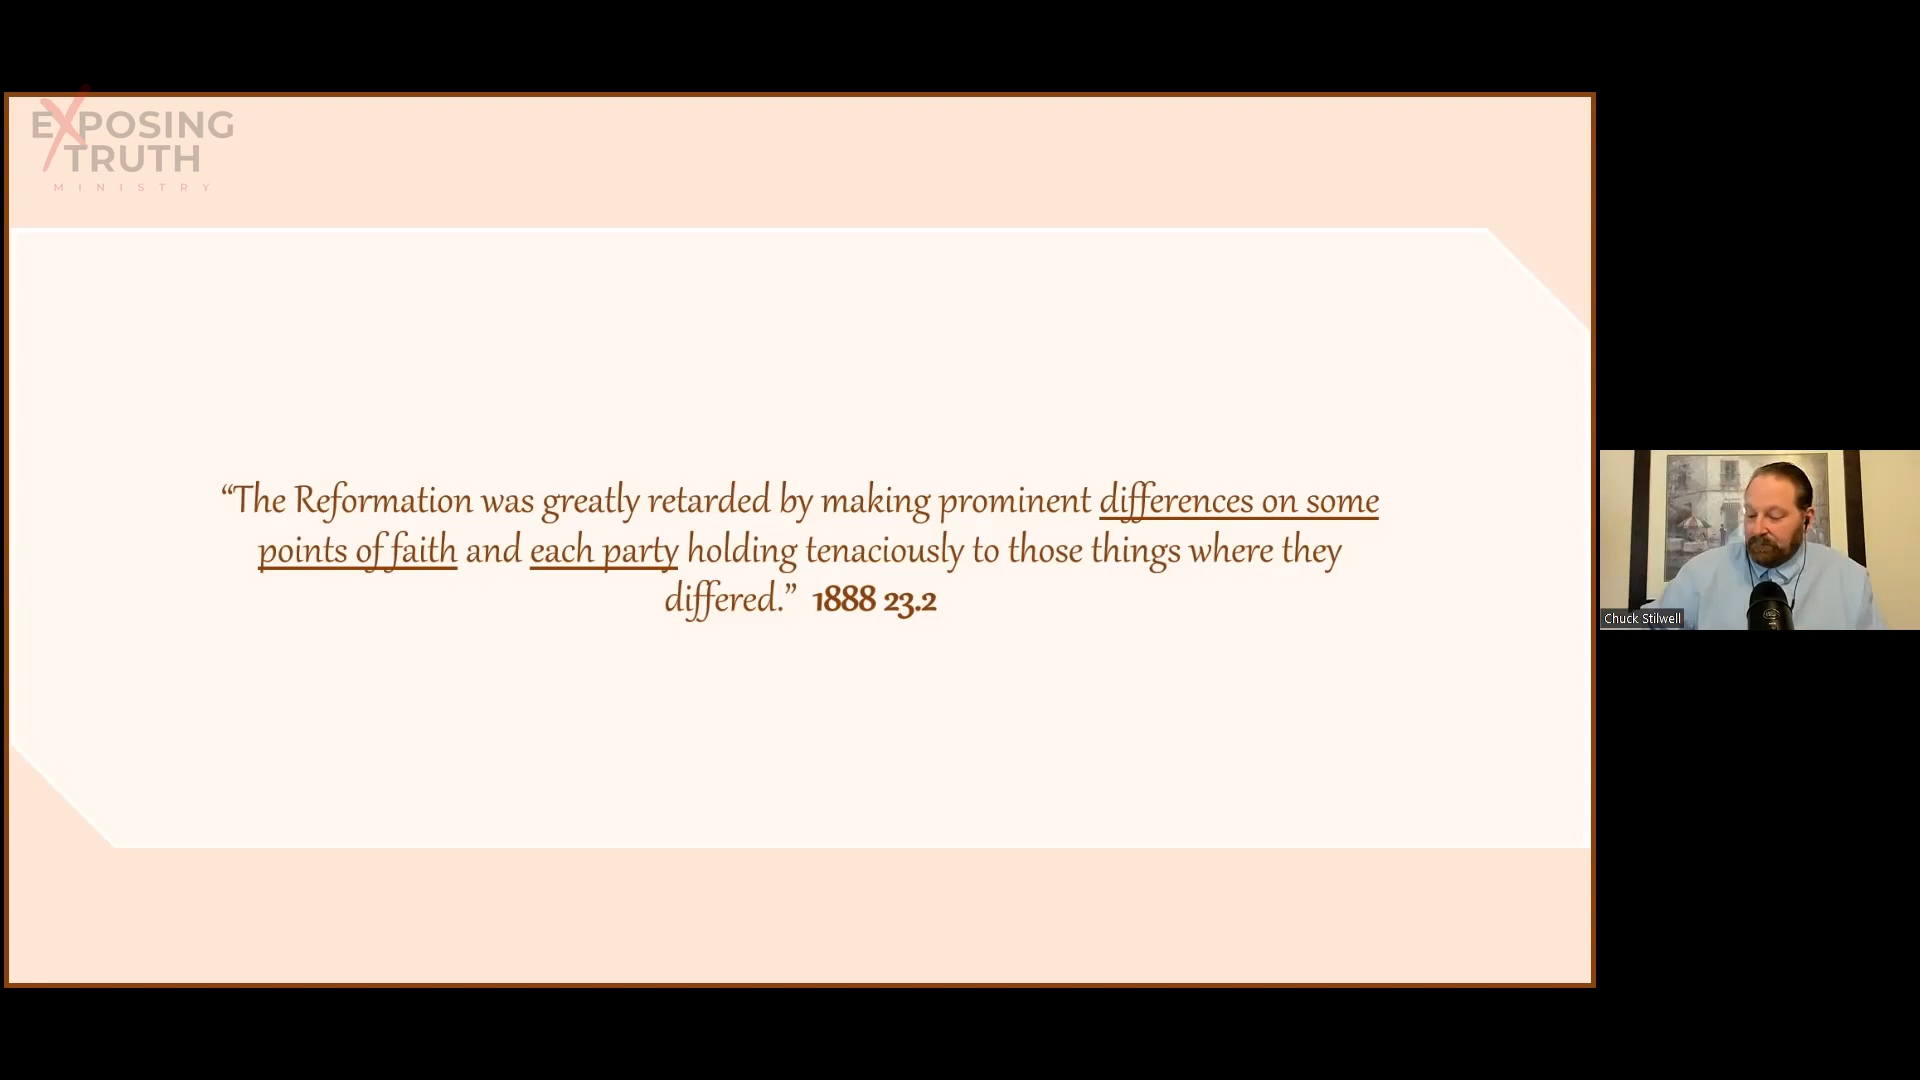 EXPOSING
TRUTH
MINISTRY
“The Reformation was greatly retarded by making prominent differences on some
points of faith and each party holding tenaciously to those things where they
differed.” 1888 23.2
Chuck Stilwell